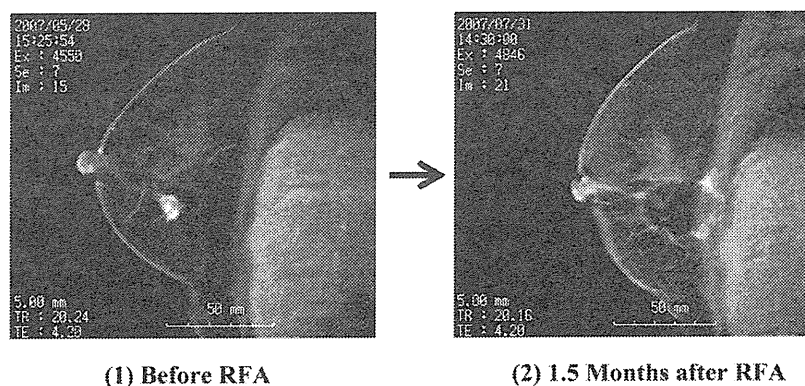 2007/05/29
15:25:54
Ex : 4550
Se : 7
Im : 15
5.00 mm
TR : 20.24
TE : 4.20
50 mm
(1) Before RFA
2007/07/31
14:30:00
Ex : 4846
Se : 7
Im : 21
5.00 mm
TR : 20.16
TE : 4.20
50 mm
(2) 1.5 Months after RFA